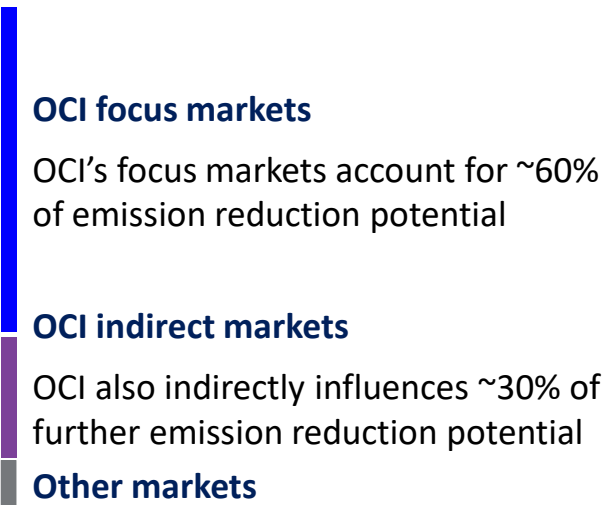 OCI focus markets
OCI’s focus markets account for ~60%
of emission reduction potential
OCI indirect markets
OCI also indirectly influences ~30% of
further emission reduction potential
Other markets